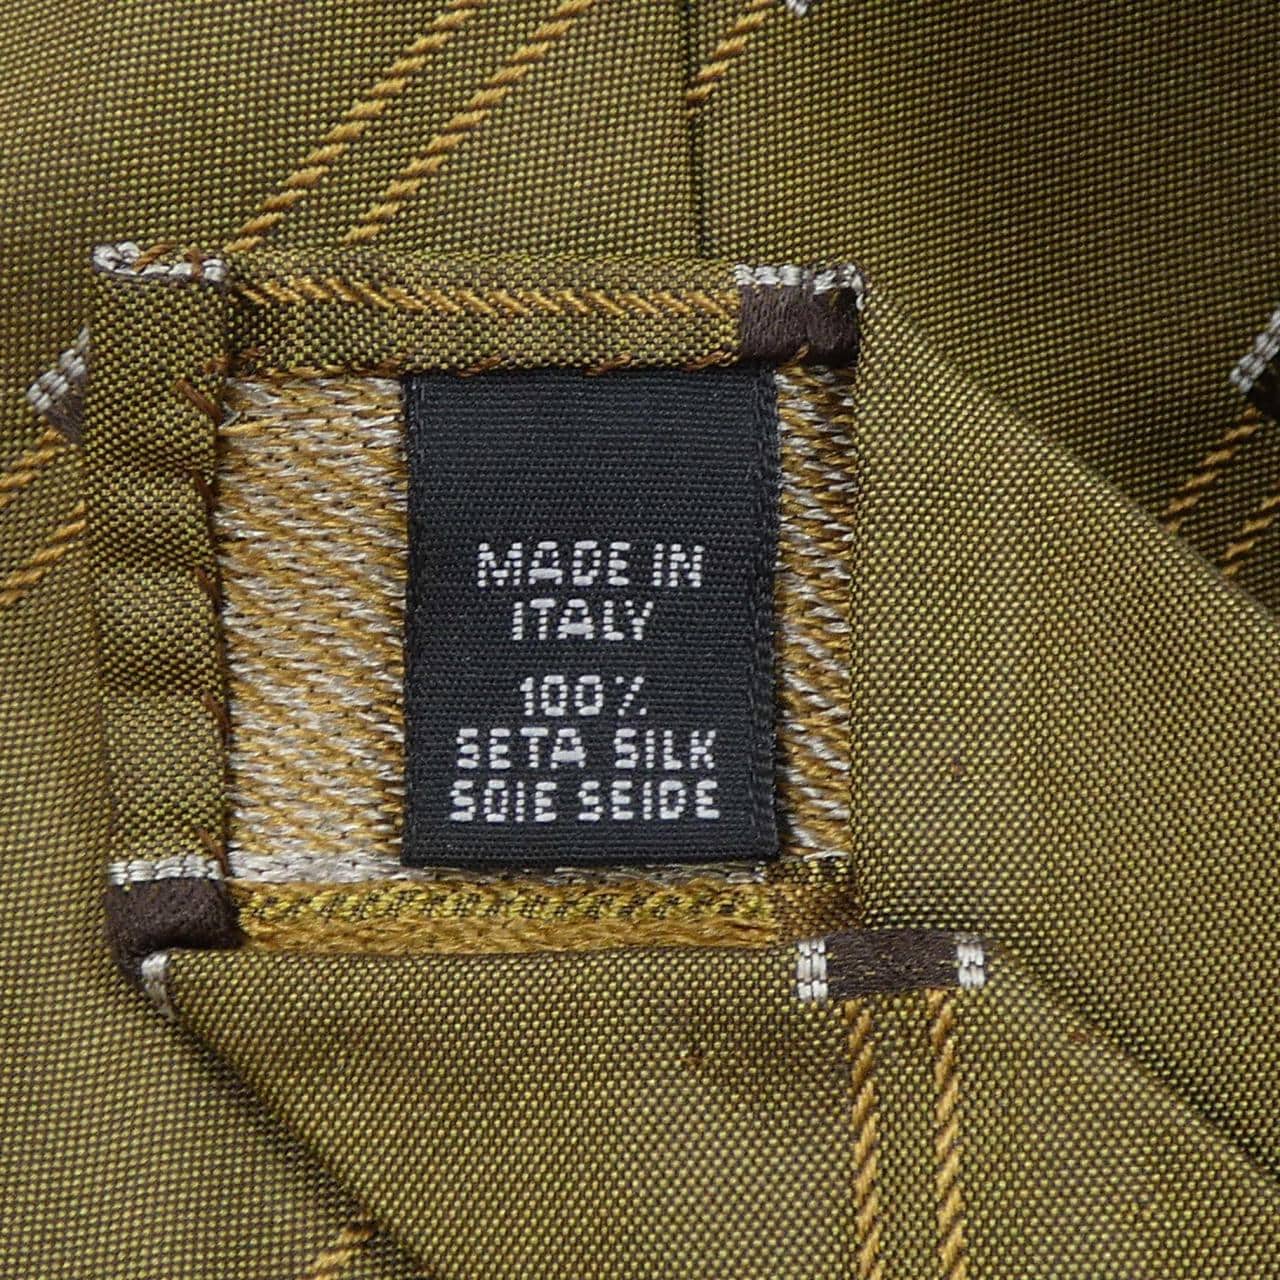 MADE IN
ITALY
100%
SETA SILK
SOIE SEIDE